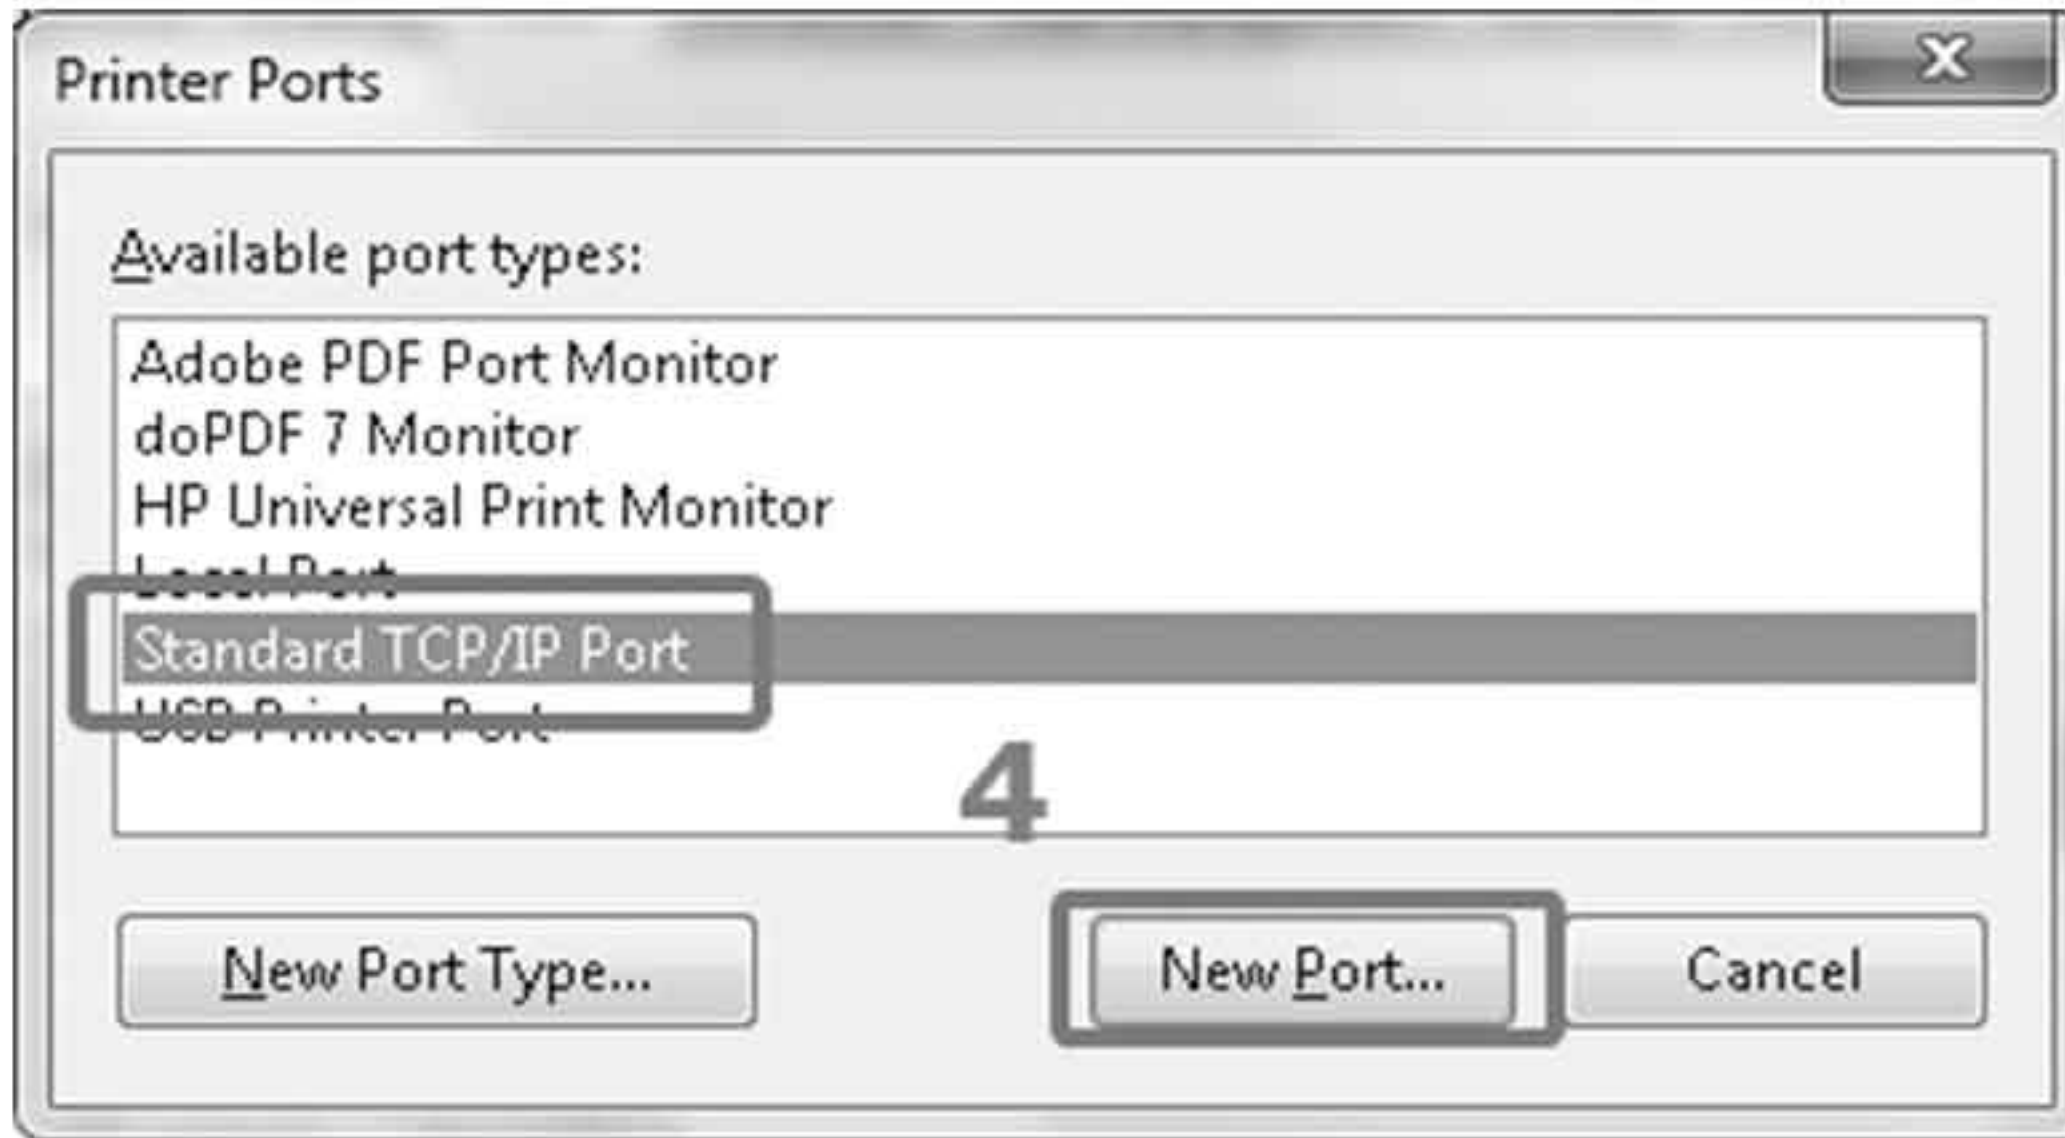 Printer Ports
Available port types:
Adobe PDF Port Monitor
doPDF 7 Monitor
HP Universal Print Monitor
Local Port
Standard TCP/IP Port
USB Printer Port
4
New Port Type...
New Port...
Cancel